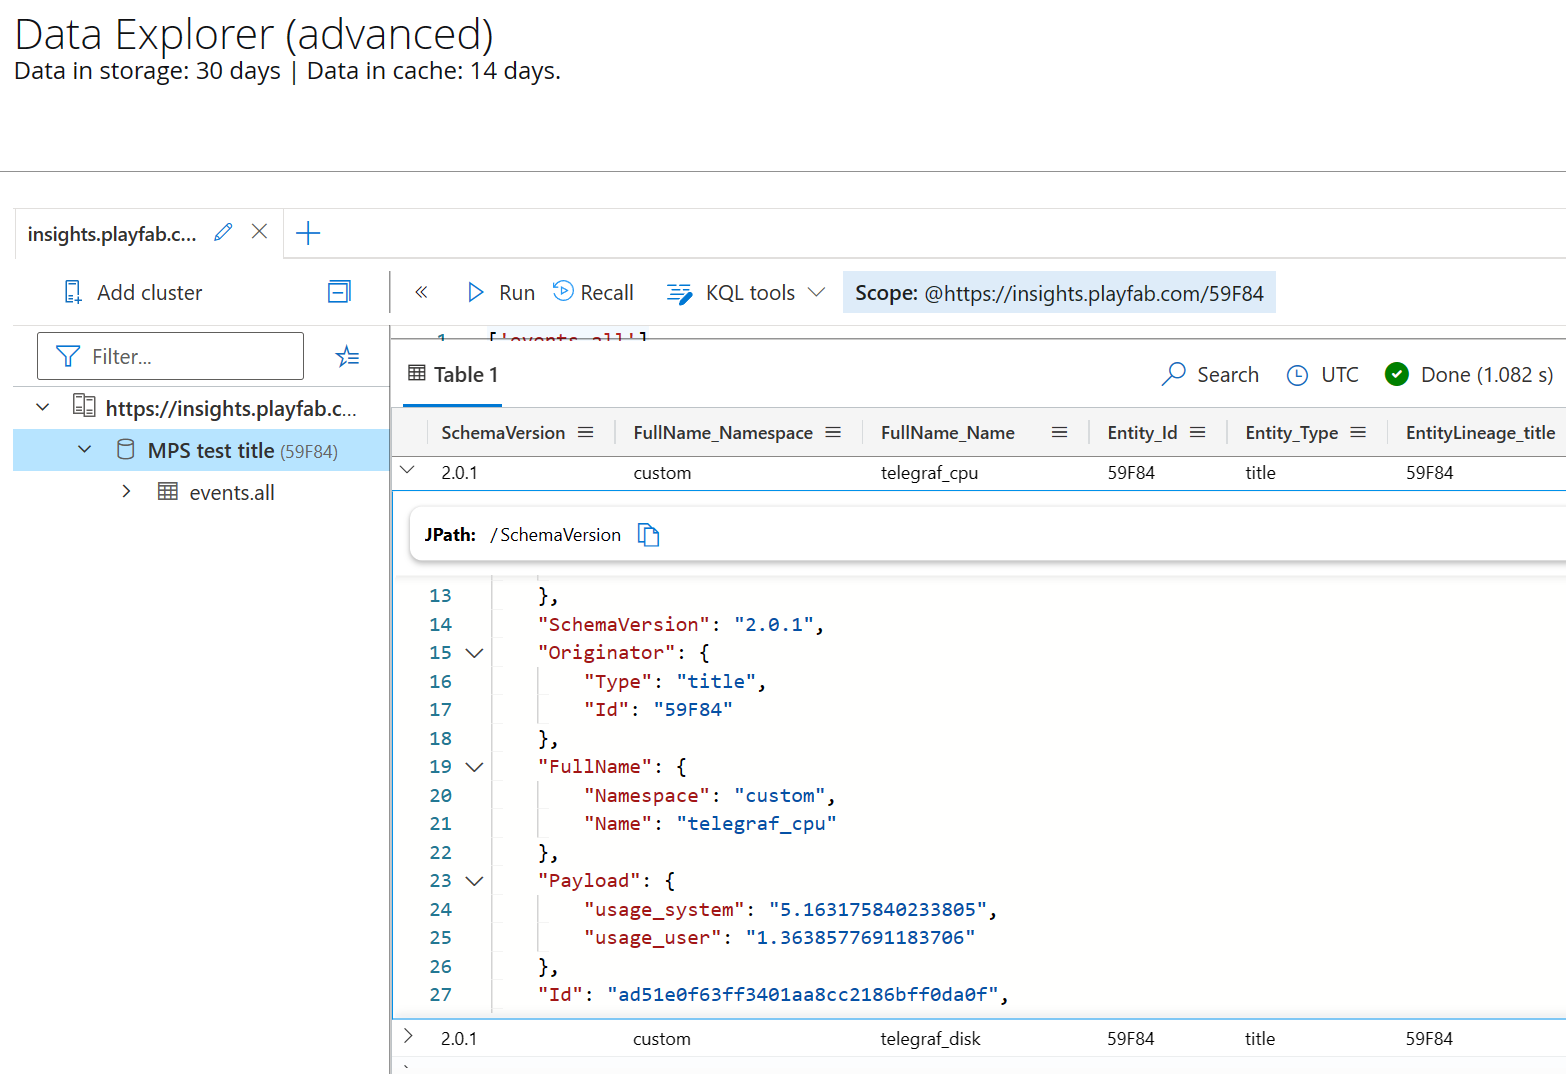 Data Explorer (advanced)
Data in storage: 30 days | Data in cache: 14 days.
insights.playfab.c...
Add cluster
Run
Recall
KQL tools
Scope: @https://insights.playfab.com/59F84
Filter...
1 ['events.all']
https://insights.playfab.c...
MPS test title (59F84)
events.all
Table 1
Search
UTC
Done (1.082 s)
SchemaVersion FullName_Namespace FullName_Name Entity_Id Entity_Type EntityLineage_title
2.0.1 custom telegraf_cpu 59F84 title 59F84
JPath: /SchemaVersion
13 },
14 "SchemaVersion": "2.0.1",
15 "Originator": {
16 "Type": "title",
17 "Id": "59F84"
18 },
19 "FullName": {
20 "Namespace": "custom",
21 "Name": "telegraf_cpu"
22 },
23 "Payload": {
24 "usage_system": "5.163175840233805",
25 "usage_user": "1.3638577691183706"
26 },
27 "Id": "ad51e0f63ff3401aa8cc2186bff0da0f",
2.0.1 custom telegraf_disk 59F84 title 59F84